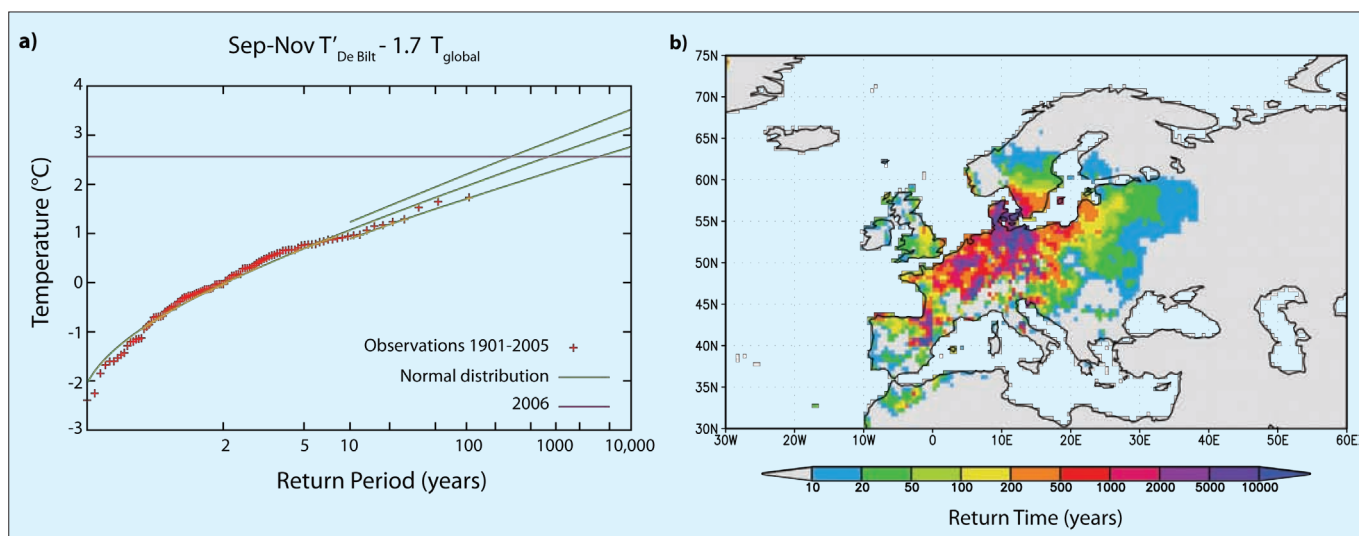 a)
Sep-Nov T′De Bilt - 1.7 Tglobal
4
3
2
1
0
-1
-2
-3
Temperature (°C)
Observations 1901-2005
Normal distribution
2006
2 5 10 100 1000 10,000
Return Period (years)
b)
75N
70N
65N
60N
55N
50N
45N
40N
35N
30N
30W 20W 10W 0 10E 20E 30E 40E 50E 60E
10 20 50 100 200 500 1000 2000 5000 10000
Return Time (years)